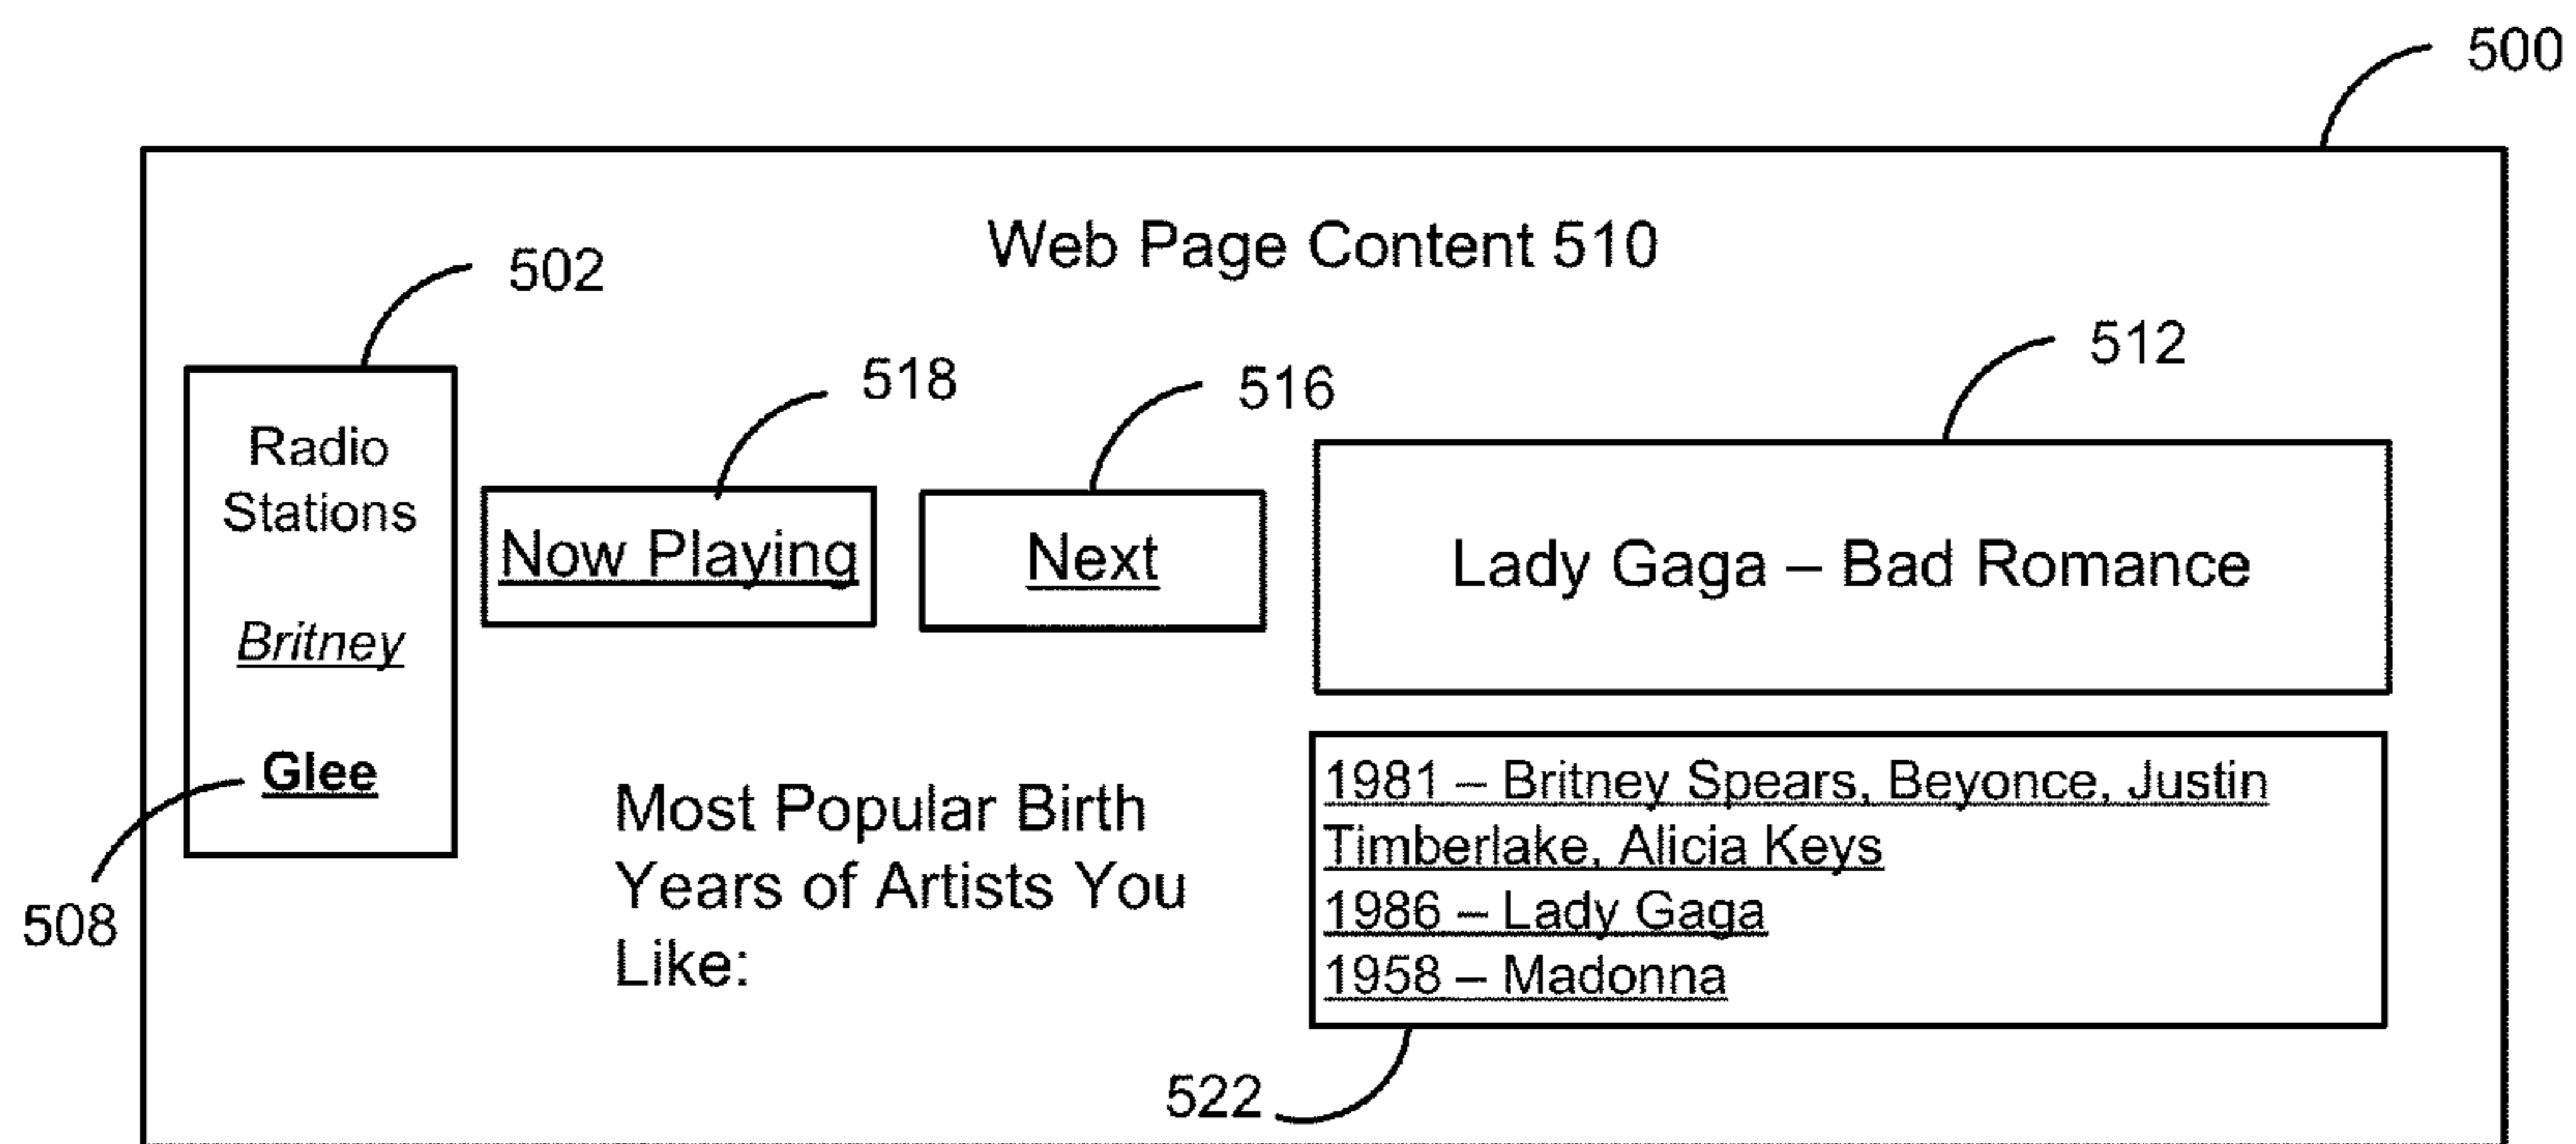 500
Web Page Content 510
502
512
518
516
Radio
Stations
Britney
Glee
508
Now Playing
Next
Lady Gaga – Bad Romance
Most Popular Birth
Years of Artists You
Like:
1981 – Britney Spears, Beyonce, Justin
Timberlake, Alicia Keys
1986 – Lady Gaga
1958 – Madonna
522